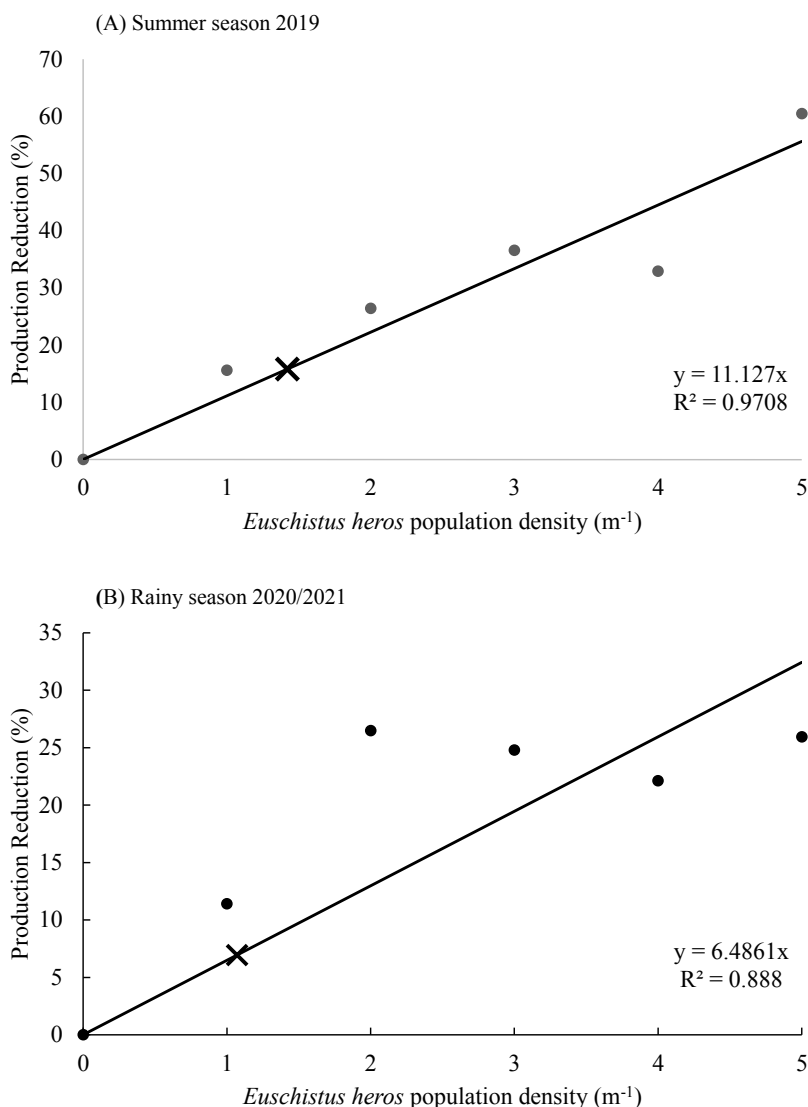 (A) Summer season 2019
70
60
50
40
30
20
10
0
0 1 2 3 4 5
Production Reduction (%)
y = 11.127x
R² = 0.9708
Euschistus heros population density (m⁻¹)
(B) Rainy season 2020/2021
35
30
25
20
15
10
5
0
0 1 2 3 4 5
Production Reduction (%)
y = 6.4861x
R² = 0.888
Euschistus heros population density (m⁻¹)